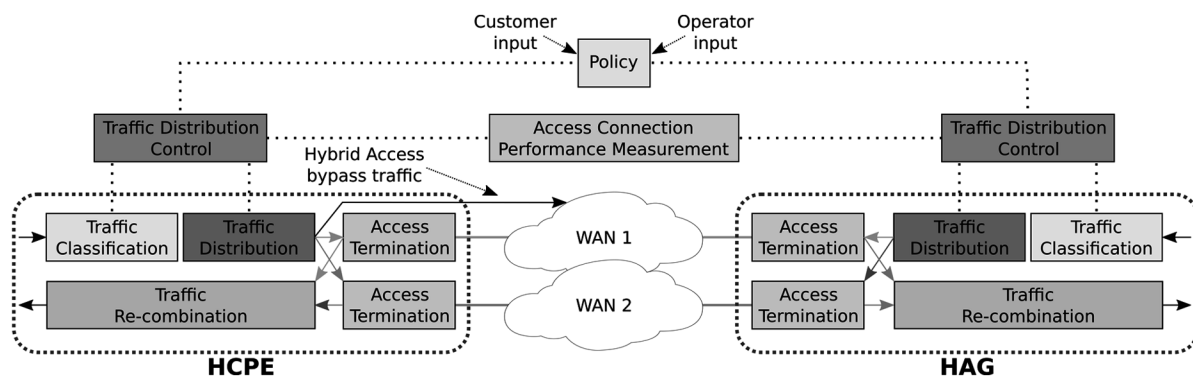 Customer
input
Operator
input
Policy
Traffic Distribution
Control
Access Connection
Performance Measurement
Traffic Distribution
Control
Hybrid Access
bypass traffic
Traffic
Classification
Traffic
Distribution
Access
Termination
WAN 1
Access
Termination
Traffic
Distribution
Traffic
Classification
Traffic
Re-combination
Access
Termination
WAN 2
Access
Termination
Traffic
Re-combination
HCPE
HAG